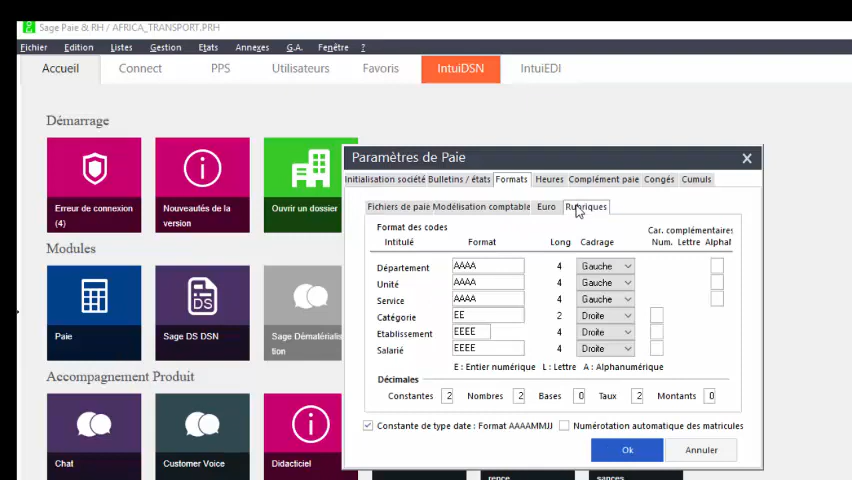 Sage Paie & RH / AFRICA_TRANSPORT.PRH
Fichier Edition Listes Gestion Etats Annexes G.A. Fenêtre ?
Accueil Connect PPS Utilisateurs Favoris IntuiDSN IntuiEDI
Démarrage
Erreur de connexion (4)
Nouveautés de la version
Ouvrir un dossier
Modules
Paie
Sage DS DSN
Sage Dématérialisa
tion
Accompagnement Produit
Chat
Customer Voice
Didacticiel
rence
sances
Paramètres de Paie
Initialisation société Bulletins / états Formats Heures Complément paie Congés Cumuls
Fichiers de paie Modélisation comptable Euro Rubriques
Format des codes
Car. complémentaires
Intitulé Format Long Cadrage Num. Lettre Alphaf
Département AAAA 4 Gauche
Unité AAAA 4 Gauche
Service AAAA 4 Gauche
Catégorie EE 2 Droite
Etablissement EEEE 4 Droite
Salarié EEEE 4 Droite
E : Entier numérique L : Lettre A : Alphanumérique
Décimales
Constantes 2 Nombres 2 Bases 0 Taux 2 Montants 0
Constante de type date : Format AAAAMMJJ Numérotation automatique des matricules
Ok Annuler